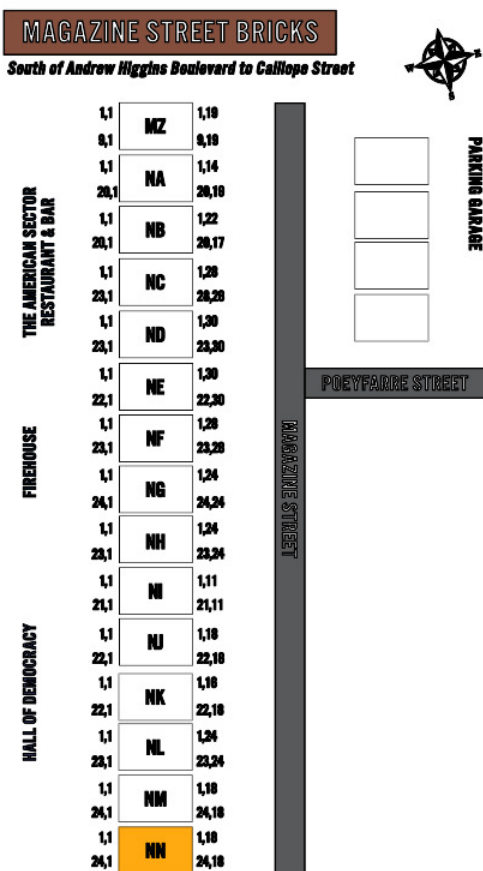 MAGAZINE STREET BRICKS
South of Andrew Higgins Boulevard to Calliope Street
N
S
1,1 MZ 1,19
9,1 9,19
1,1 NA 1,14
20,1 20,19
1,1 NB 1,22
20,1 20,17
1,1 NC 1,28
23,1 28,28
1,1 ND 1,30
23,1 23,30
1,1 NE 1,30
22,1 22,30
1,1 NF 1,28
23,1 23,28
1,1 NG 1,24
24,1 24,24
1,1 NH 1,24
23,1 23,24
1,1 NI 1,11
21,1 21,11
1,1 NJ 1,18
22,1 22,18
1,1 NK 1,18
22,1 22,18
1,1 NL 1,24
23,1 23,24
1,1 NM 1,18
24,1 24,18
1,1 NN 1,18
24,1 24,18
THE AMERICAN SECTOR
RESTAURANT & BAR
FIREHOUSE
HALL OF DEMOCRACY
MAGAZINE STREET
POEYFARRE STREET
PARKING GARAGE